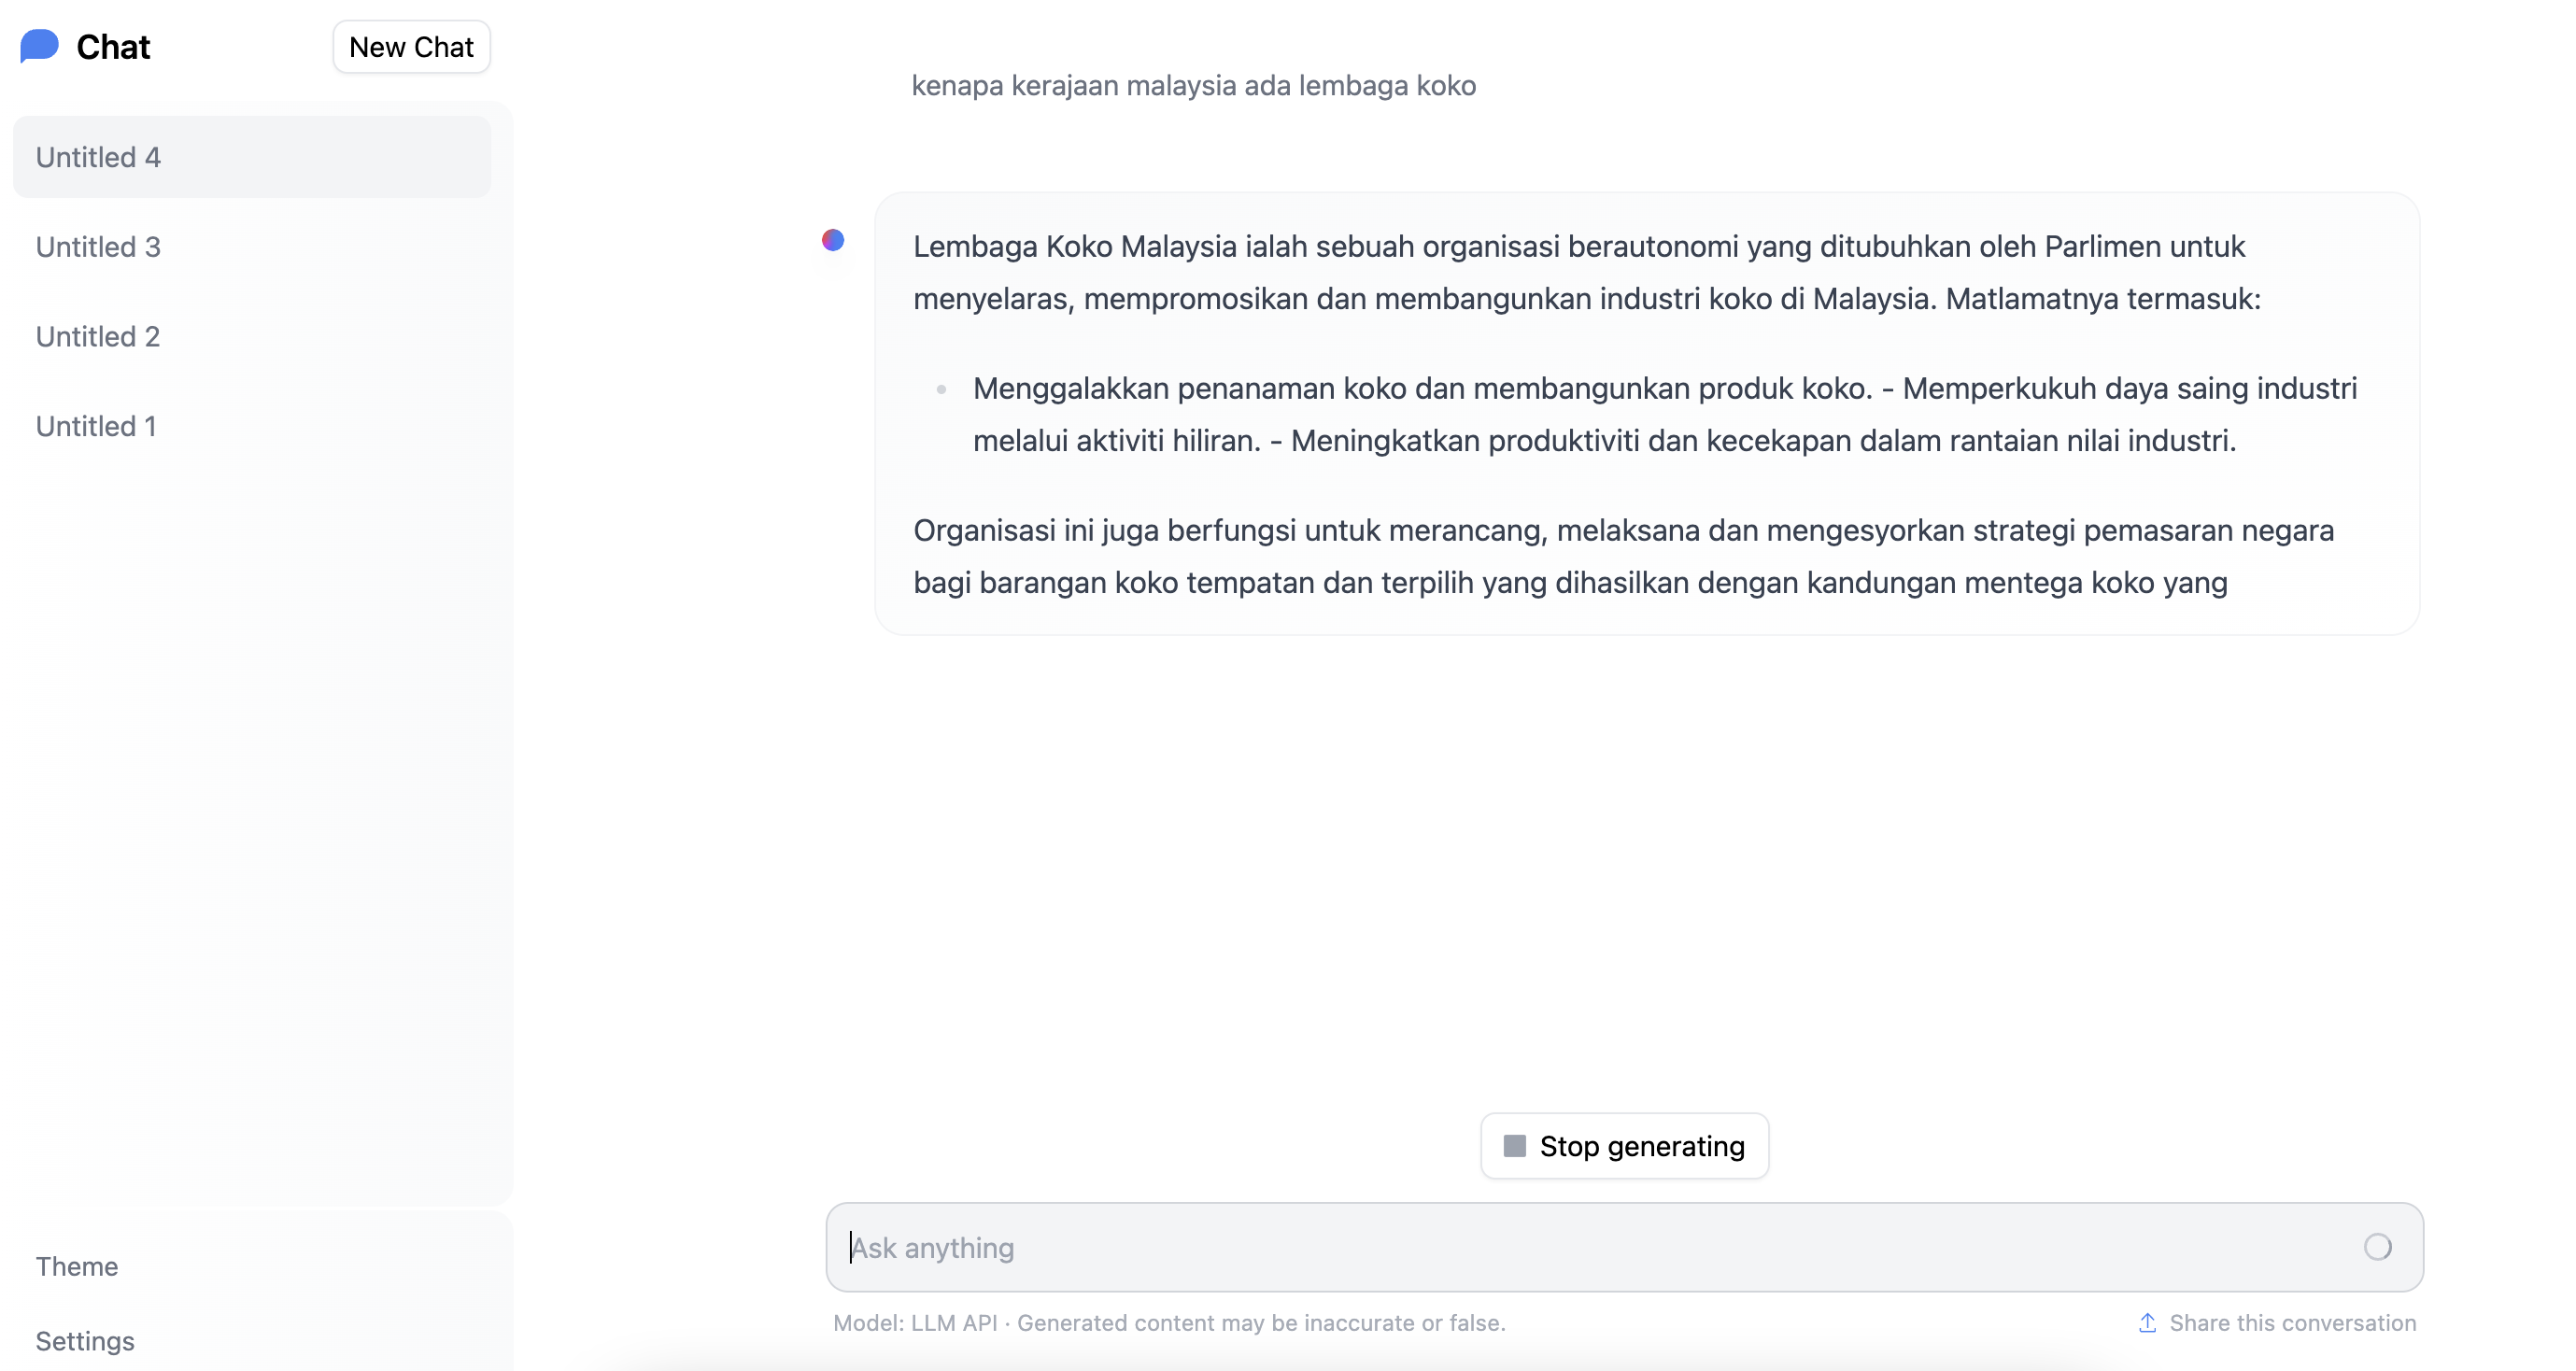 Chat
New Chat
Untitled 4
Untitled 3
Untitled 2
Untitled 1
Theme
Settings
kenapa kerajaan malaysia ada lembaga koko
Lembaga Koko Malaysia ialah sebuah organisasi berautonomi yang ditubuhkan oleh Parlimen untuk
menyelaras, mempromosikan dan membangunkan industri koko di Malaysia. Matlamatnya termasuk:
Menggalakkan penanaman koko dan membangunkan produk koko. - Memperkukuh daya saing industri
melalui aktiviti hiliran. - Meningkatkan produktiviti dan kecekapan dalam rantaian nilai industri.
Organisasi ini juga berfungsi untuk merancang, melaksana dan mengesyorkan strategi pemasaran negara
bagi barangan koko tempatan dan terpilih yang dihasilkan dengan kandungan mentega koko yang
Stop generating
Ask anything
Model: LLM API · Generated content may be inaccurate or false.
Share this conversation